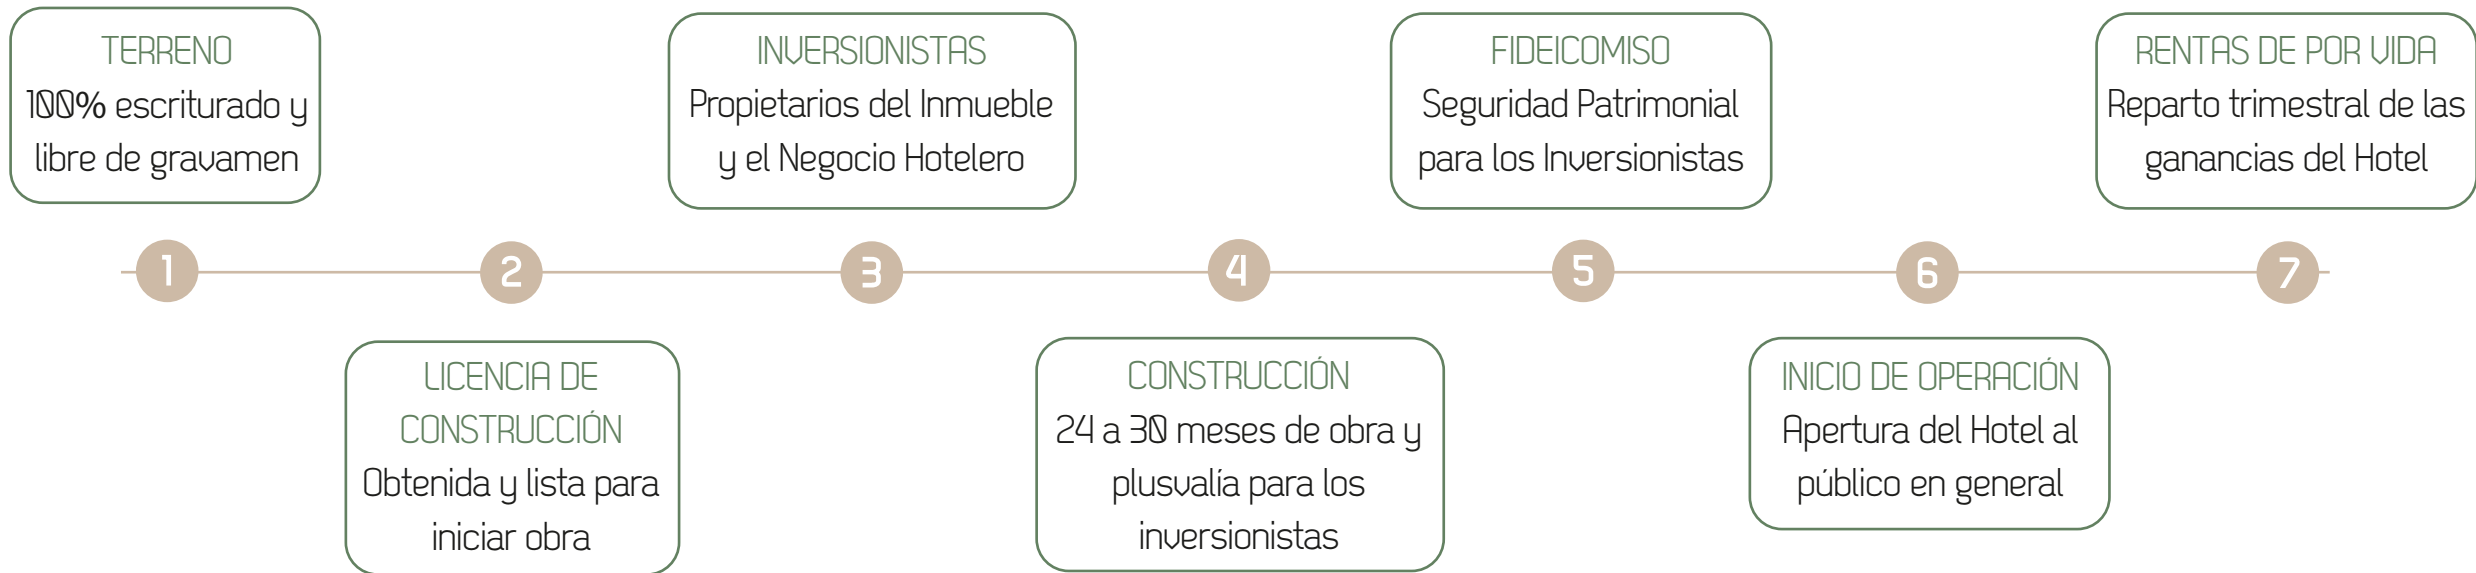 TERRENO
100% escriturado y
libre de gravamen
1
LICENCIA DE
CONSTRUCCIÓN
Obtenida y lista para
iniciar obra
2
INVERSIONISTAS
Propietarios del Inmueble
y el Negocio Hotelero
3
CONSTRUCCIÓN
24 a 30 meses de obra y
plusvalía para los
inversionistas
4
FIDEICOMISO
Seguridad Patrimonial
para los Inversionistas
5
INICIO DE OPERACIÓN
Apertura del Hotel al
público en general
6
RENTAS DE POR VIDA
Reparto trimestral de las
ganancias del Hotel
7